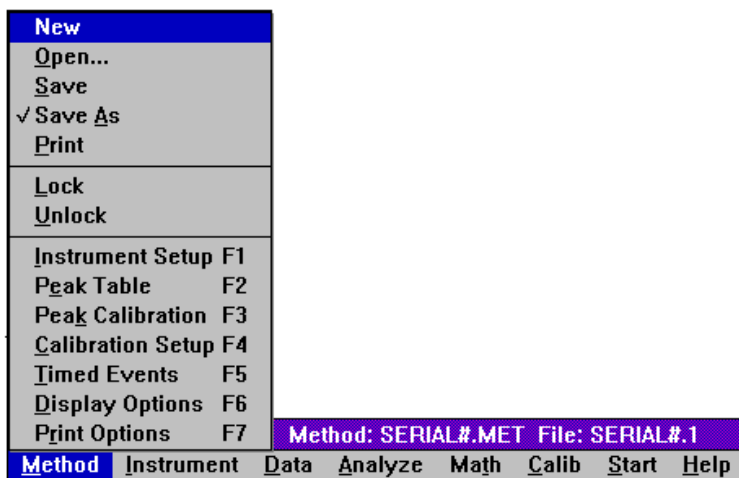 New
Open...
Save
✓ Save As
Print
Lock
Unlock
Instrument Setup F1
Peak Table F2
Peak Calibration F3
Calibration Setup F4
Timed Events F5
Display Options F6
Print Options F7
Method: SERIAL#.MET File: SERIAL#.1
Method Instrument Data Analyze Math Calib Start Help